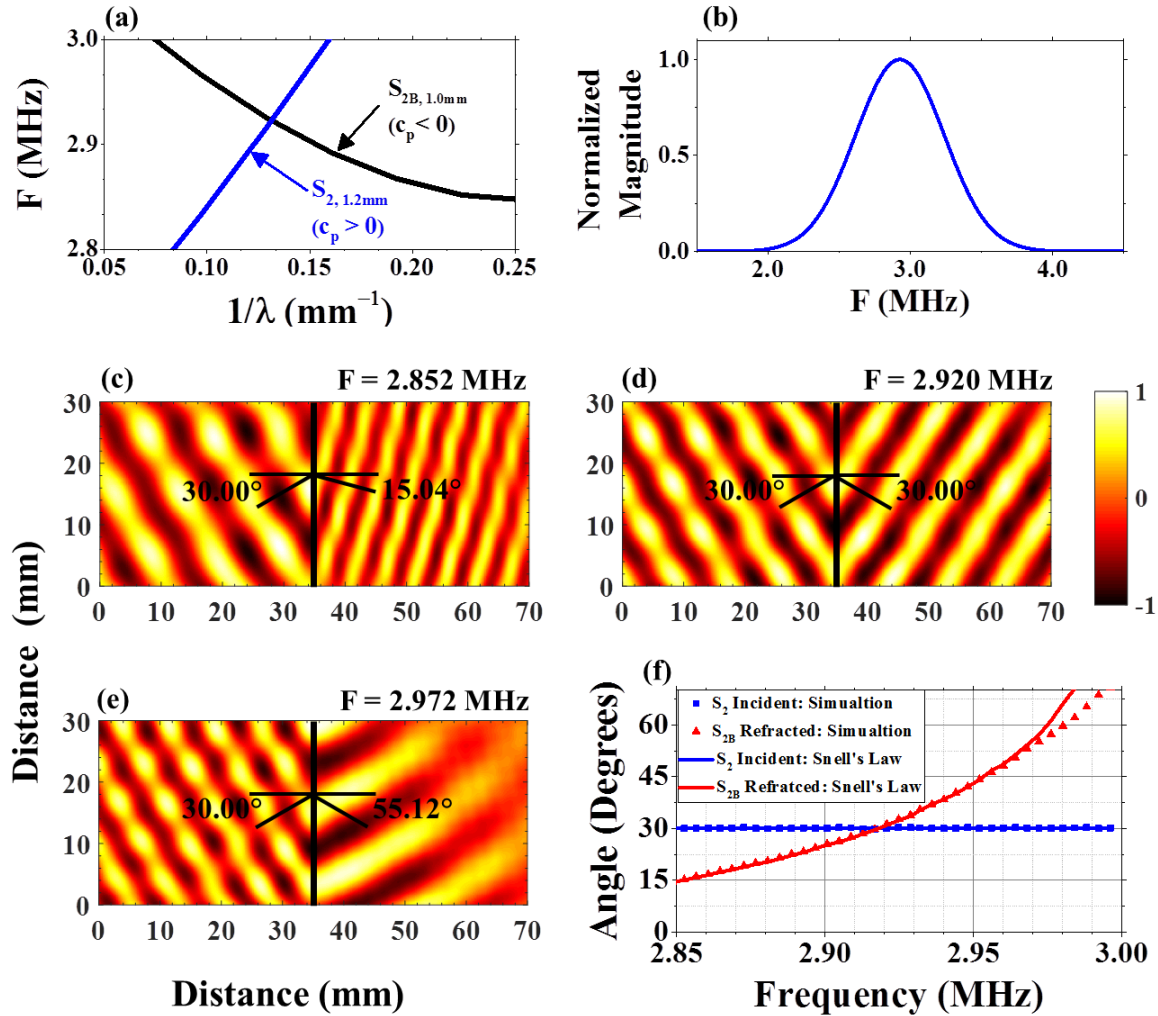 (a)
3.0
2.9
2.8
F (MHz)
S2B, 1.0mm
(cp < 0)
S2, 1.2mm
(cp > 0)
0.05 0.10 0.15 0.20 0.25
1/λ (mm−1)
(b)
1.0
0.5
0.0
Normalized
Magnitude
2.0 3.0 4.0
F (MHz)
(c)
F = 2.852 MHz
30
20
10
0
30.00°
15.04°
0 10 20 30 40 50 60 70
(d)
F = 2.920 MHz
30
20
10
0
30.00°
30.00°
0 10 20 30 40 50 60 70
1
0
-1
Distance (mm)
(e)
F = 2.972 MHz
30
20
10
0
30.00°
55.12°
0 10 20 30 40 50 60 70
Distance (mm)
(f)
60
45
30
15
0
Angle (Degrees)
S2 Incident: Simualtion
S2B Refracted: Simualtion
S2 Incident: Snell's Law
S2B Refratced: Snell's Law
2.85 2.90 2.95 3.00
Frequency (MHz)